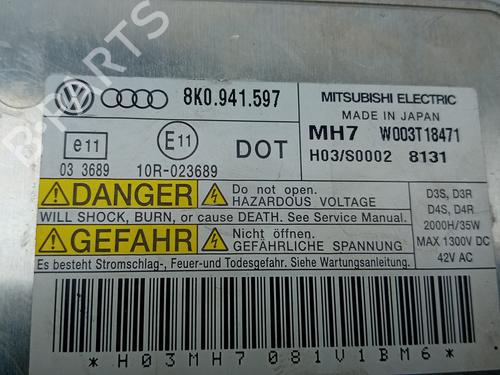 B-PARTS
8K0.941.597
MITSUBISHI ELECTRIC
MADE IN JAPAN
MH7 W003T18471
H03/S0002 8131
e11
03 3689
E11
10R-023689
DOT
DANGER
Do not open.
HAZARDOUS VOLTAGE
WILL SHOCK, BURN, or cause DEATH. See Service Manual.
GEFAHR
Nicht öffnen.
GEFÄHRLICHE SPANNUNG
Es besteht Stromschlag-, Feuer-und Todesgefahr. Siehe Wartungsanleitung.
D3S, D3R
D4S, D4R
2000H/35W
MAX 1300V DC
42V AC
*H03MH7081V1BM6*